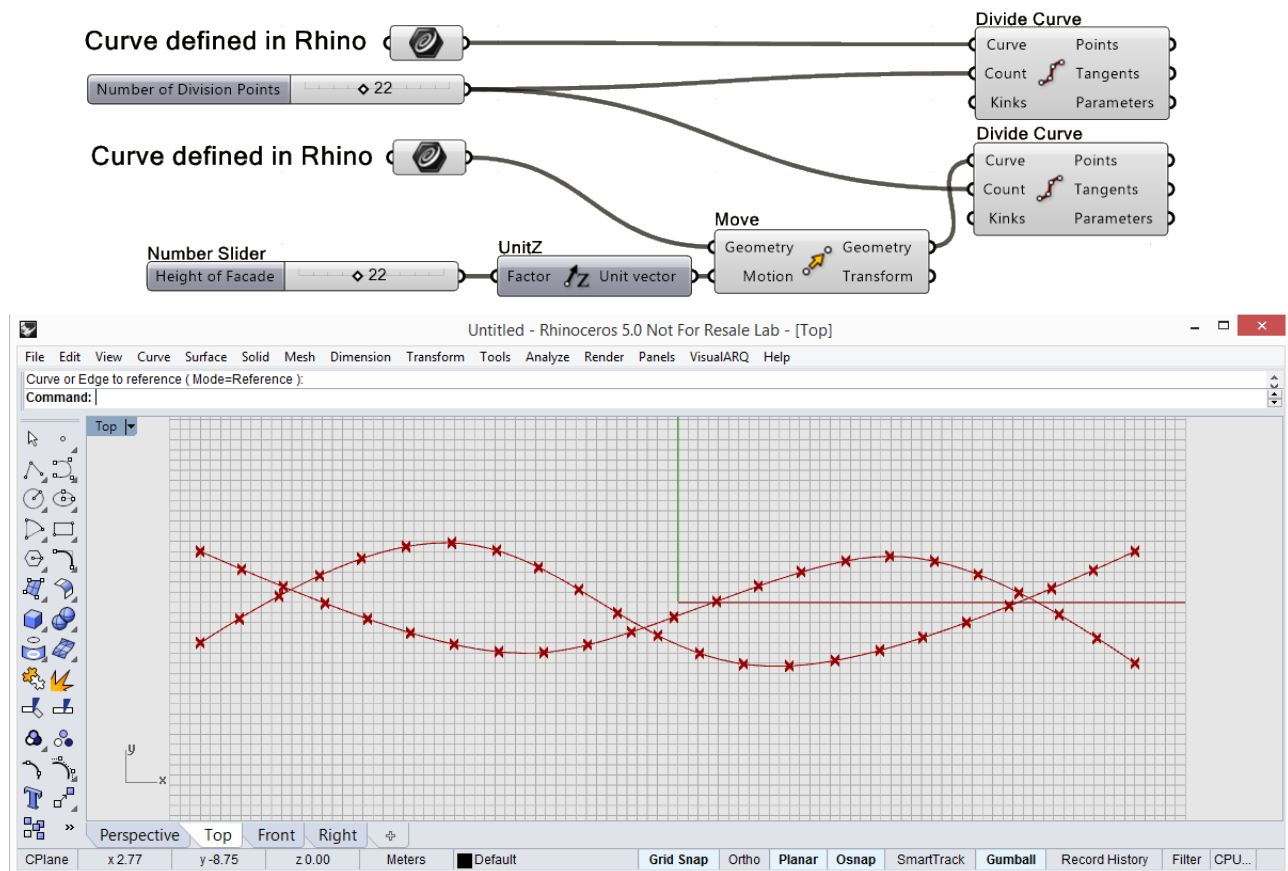 Divide Curve
Curve defined in Rhino
Curve Points
Number of Division Points 22
Count Tangents
Kinks Parameters
Divide Curve
Curve defined in Rhino
Curve Points
Count Tangents
Kinks Parameters
Move
Number Slider
UnitZ
Geometry Geometry
Height of Facade 22
Factor Z Unit vector
Motion Transform
Untitled - Rhinoceros 5.0 Not For Resale Lab - [Top]
File Edit View Curve Surface Solid Mesh Dimension Transform Tools Analyze Render Panels VisualARQ Help
Curve or Edge to reference ( Mode=Reference ):
Command:
Top
y
x
T
Perspective Top Front Right
CPlane x 2.77 y -8.75 z 0.00 Meters Default Grid Snap Ortho Planar Osnap SmartTrack Gumball Record History Filter CPU...